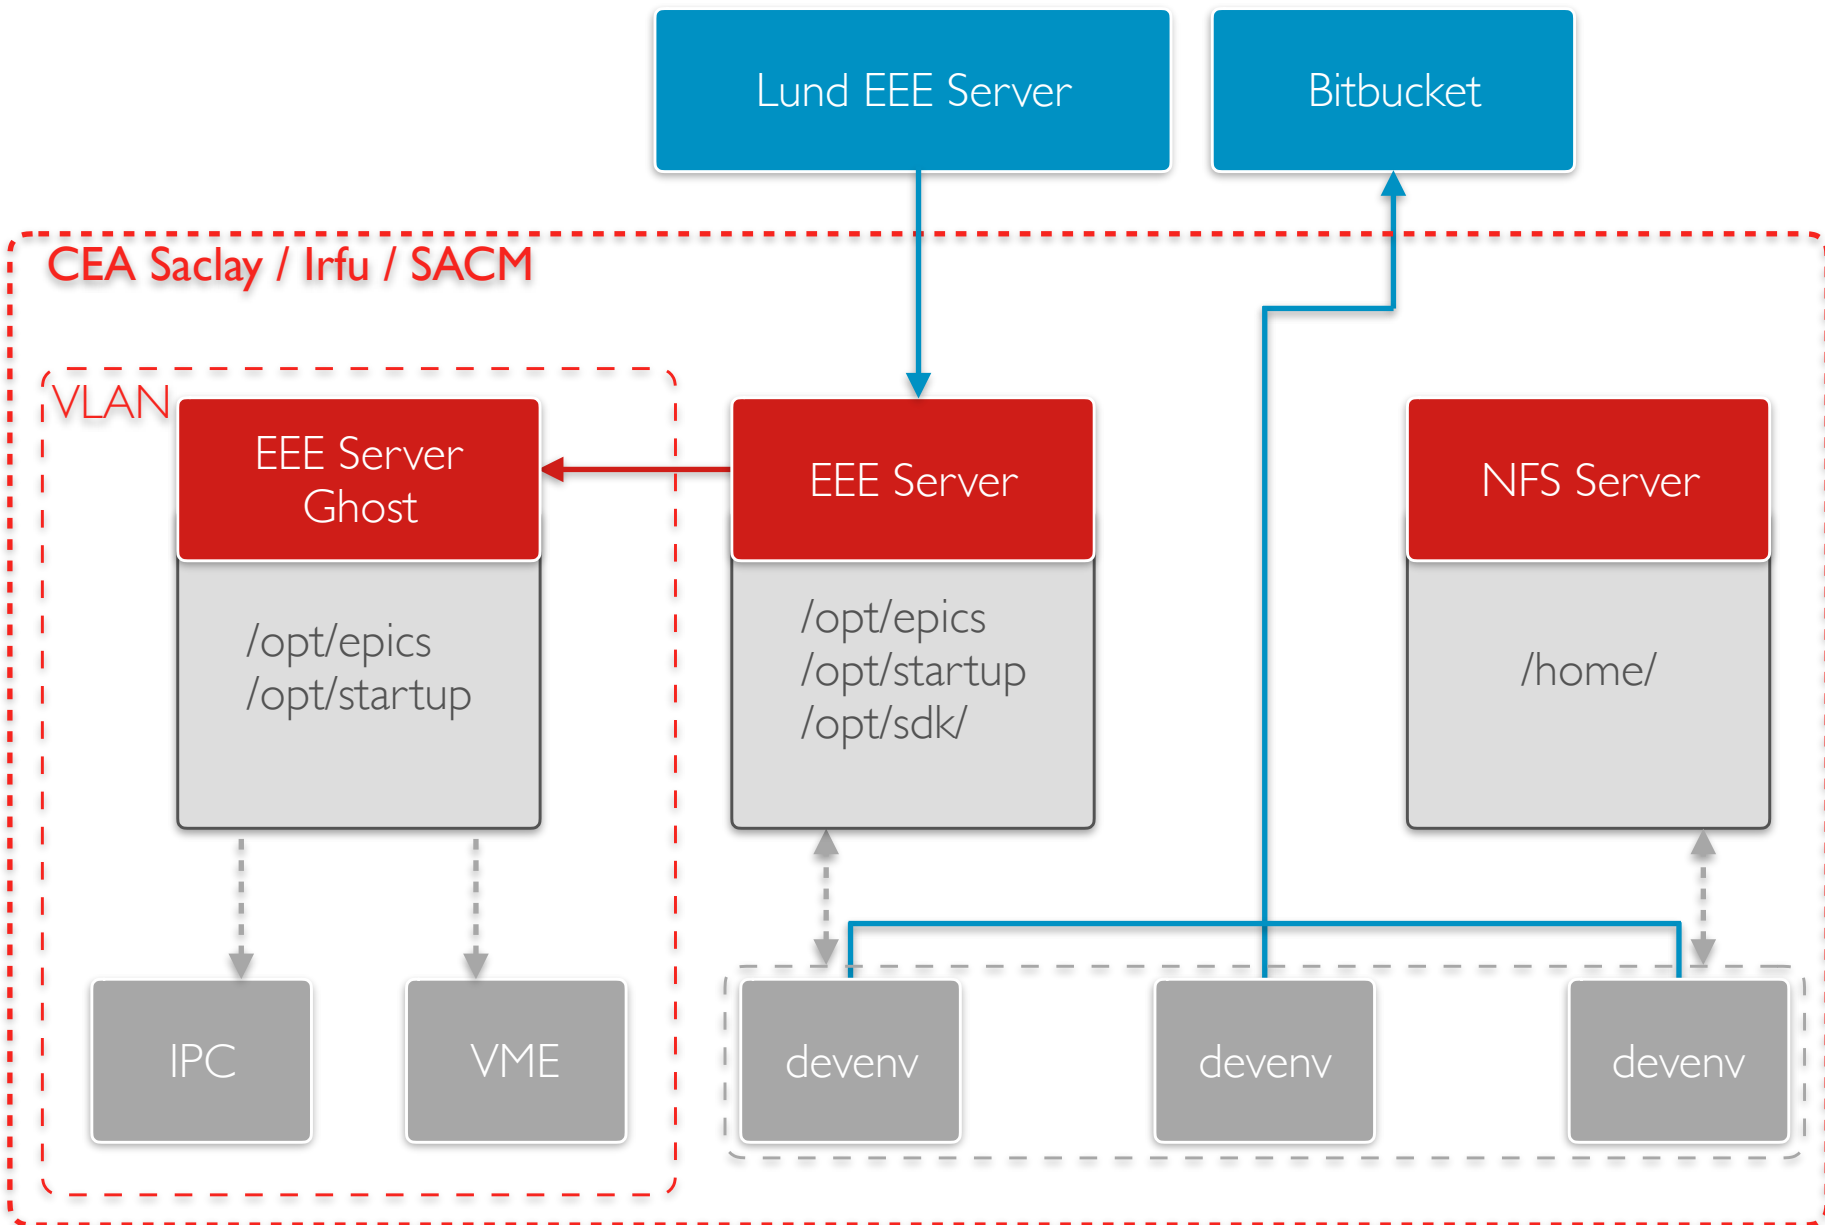 Lund EEE Server
Bitbucket
CEA Saclay / Irfu / SACM
VLAN
EEE Server
Ghost
/opt/epics
/opt/startup
EEE Server
/opt/epics
/opt/startup
/opt/sdk/
NFS Server
/home/
IPC
VME
devenv
devenv
devenv